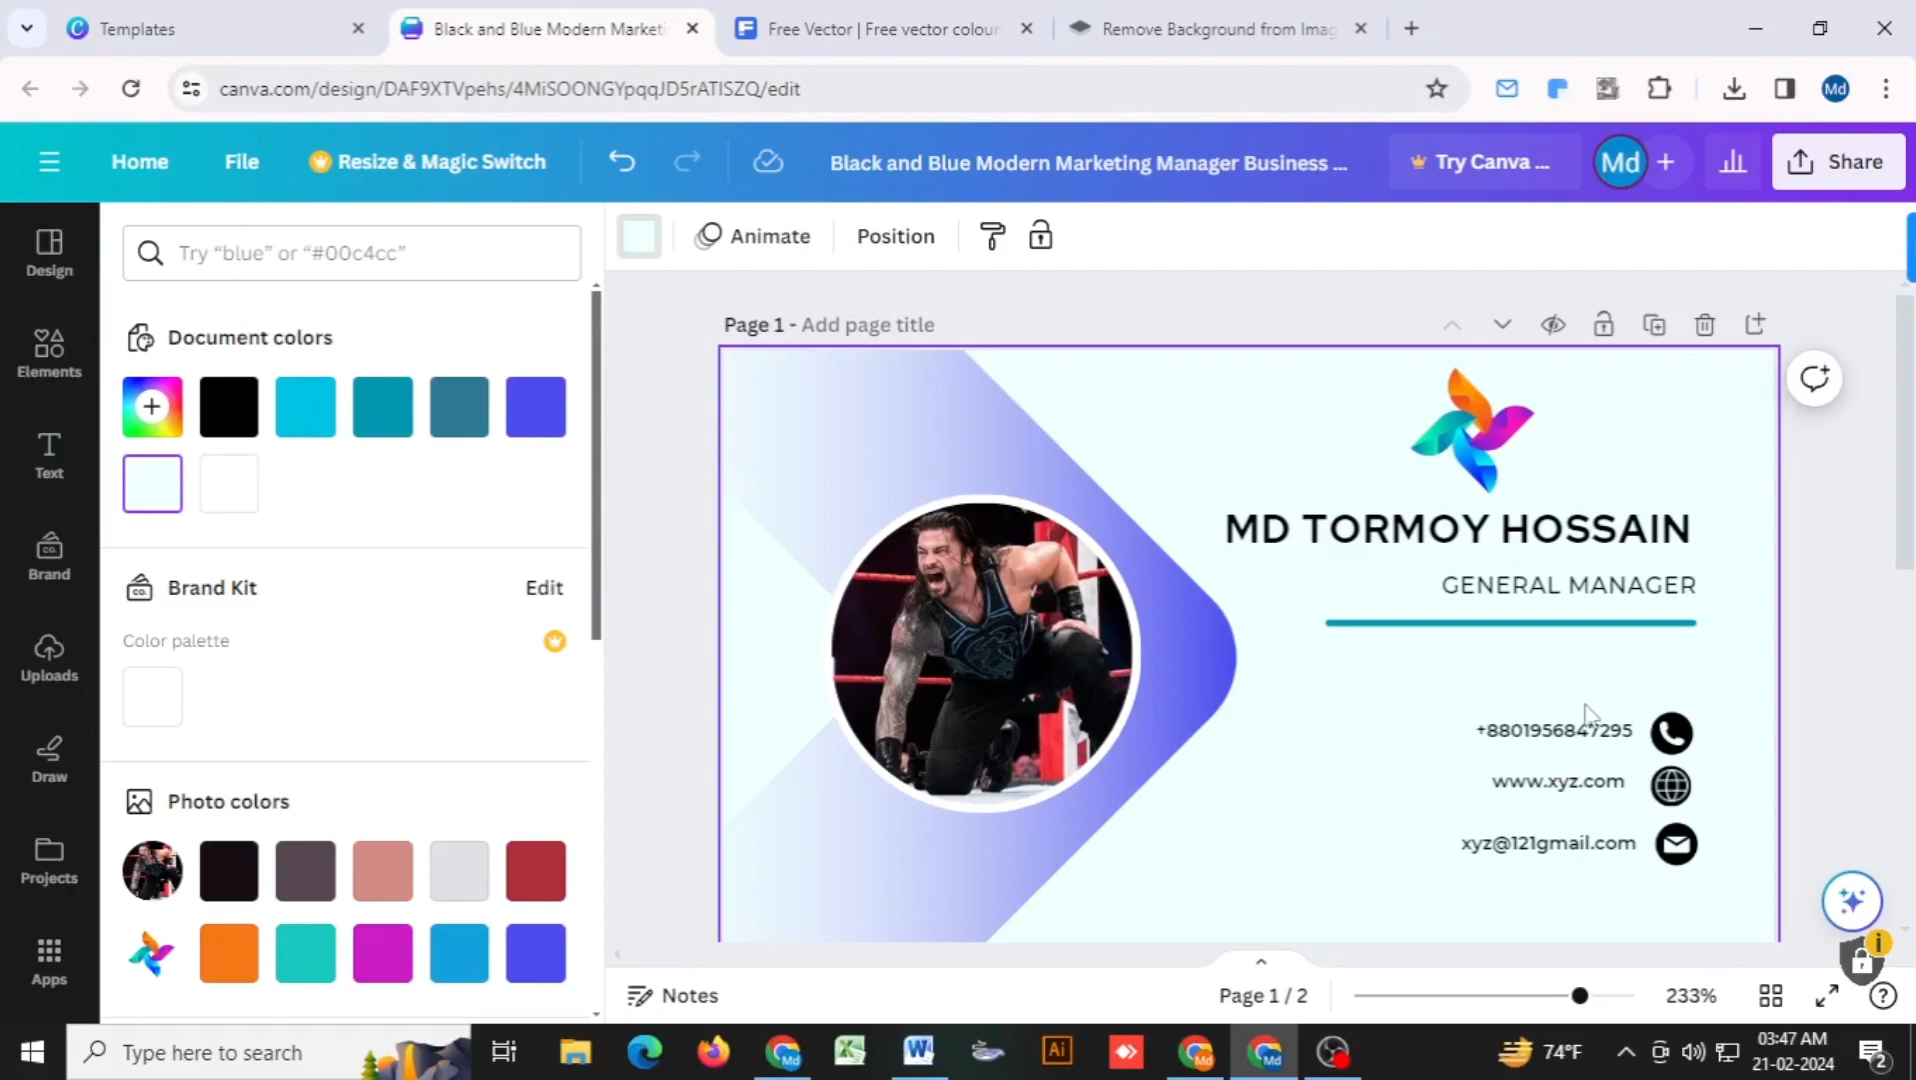 Templates
Black and Blue Modern Marketi
Free Vector | Free vector colour
Remove Background from Imag
canva.com/design/DAF9XTVpehs/4MiSOONGYpqqJD5rATISZQ/edit
Md
Home
File
Resize & Magic Switch
Black and Blue Modern Marketing Manager Business ...
Try Canva ...
Md
Share
Design
Elements
Text
Brand
Uploads
Draw
Projects
Apps
Try “blue” or “#00c4cc”
Document colors
Brand Kit
Edit
Color palette
Photo colors
Animate
Position
Page 1 - Add page title
MD TORMOY HOSSAIN
GENERAL MANAGER
+8801956847295
www.xyz.com
xyz@121gmail.com
Notes
Page 1 / 2
233%
Type here to search
74°F
03:47 AM
21-02-2024
2